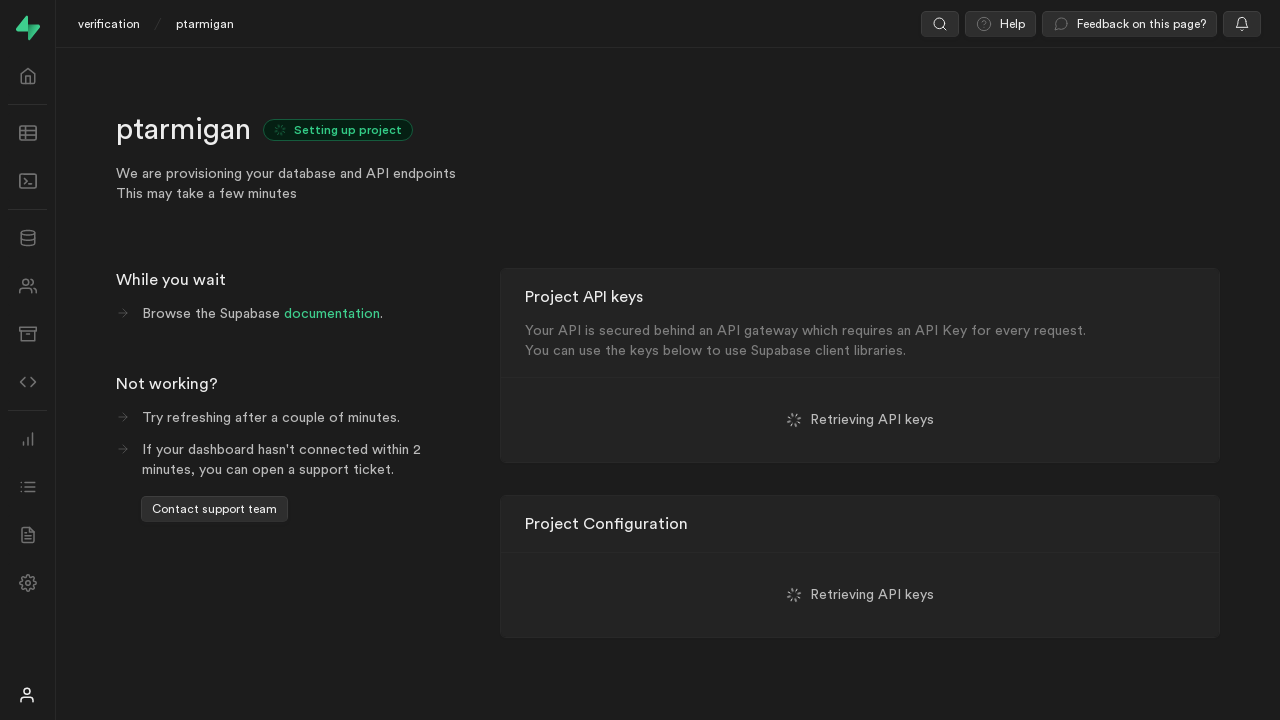 verification / ptarmigan
Help
Feedback on this page?
ptarmigan
Setting up project
We are provisioning your database and API endpoints
This may take a few minutes
While you wait
Browse the Supabase documentation.
Not working?
Try refreshing after a couple of minutes.
If your dashboard hasn't connected within 2
minutes, you can open a support ticket.
Contact support team
Project API keys
Your API is secured behind an API gateway which requires an API Key for every request.
You can use the keys below to use Supabase client libraries.
Retrieving API keys
Project Configuration
Retrieving API keys